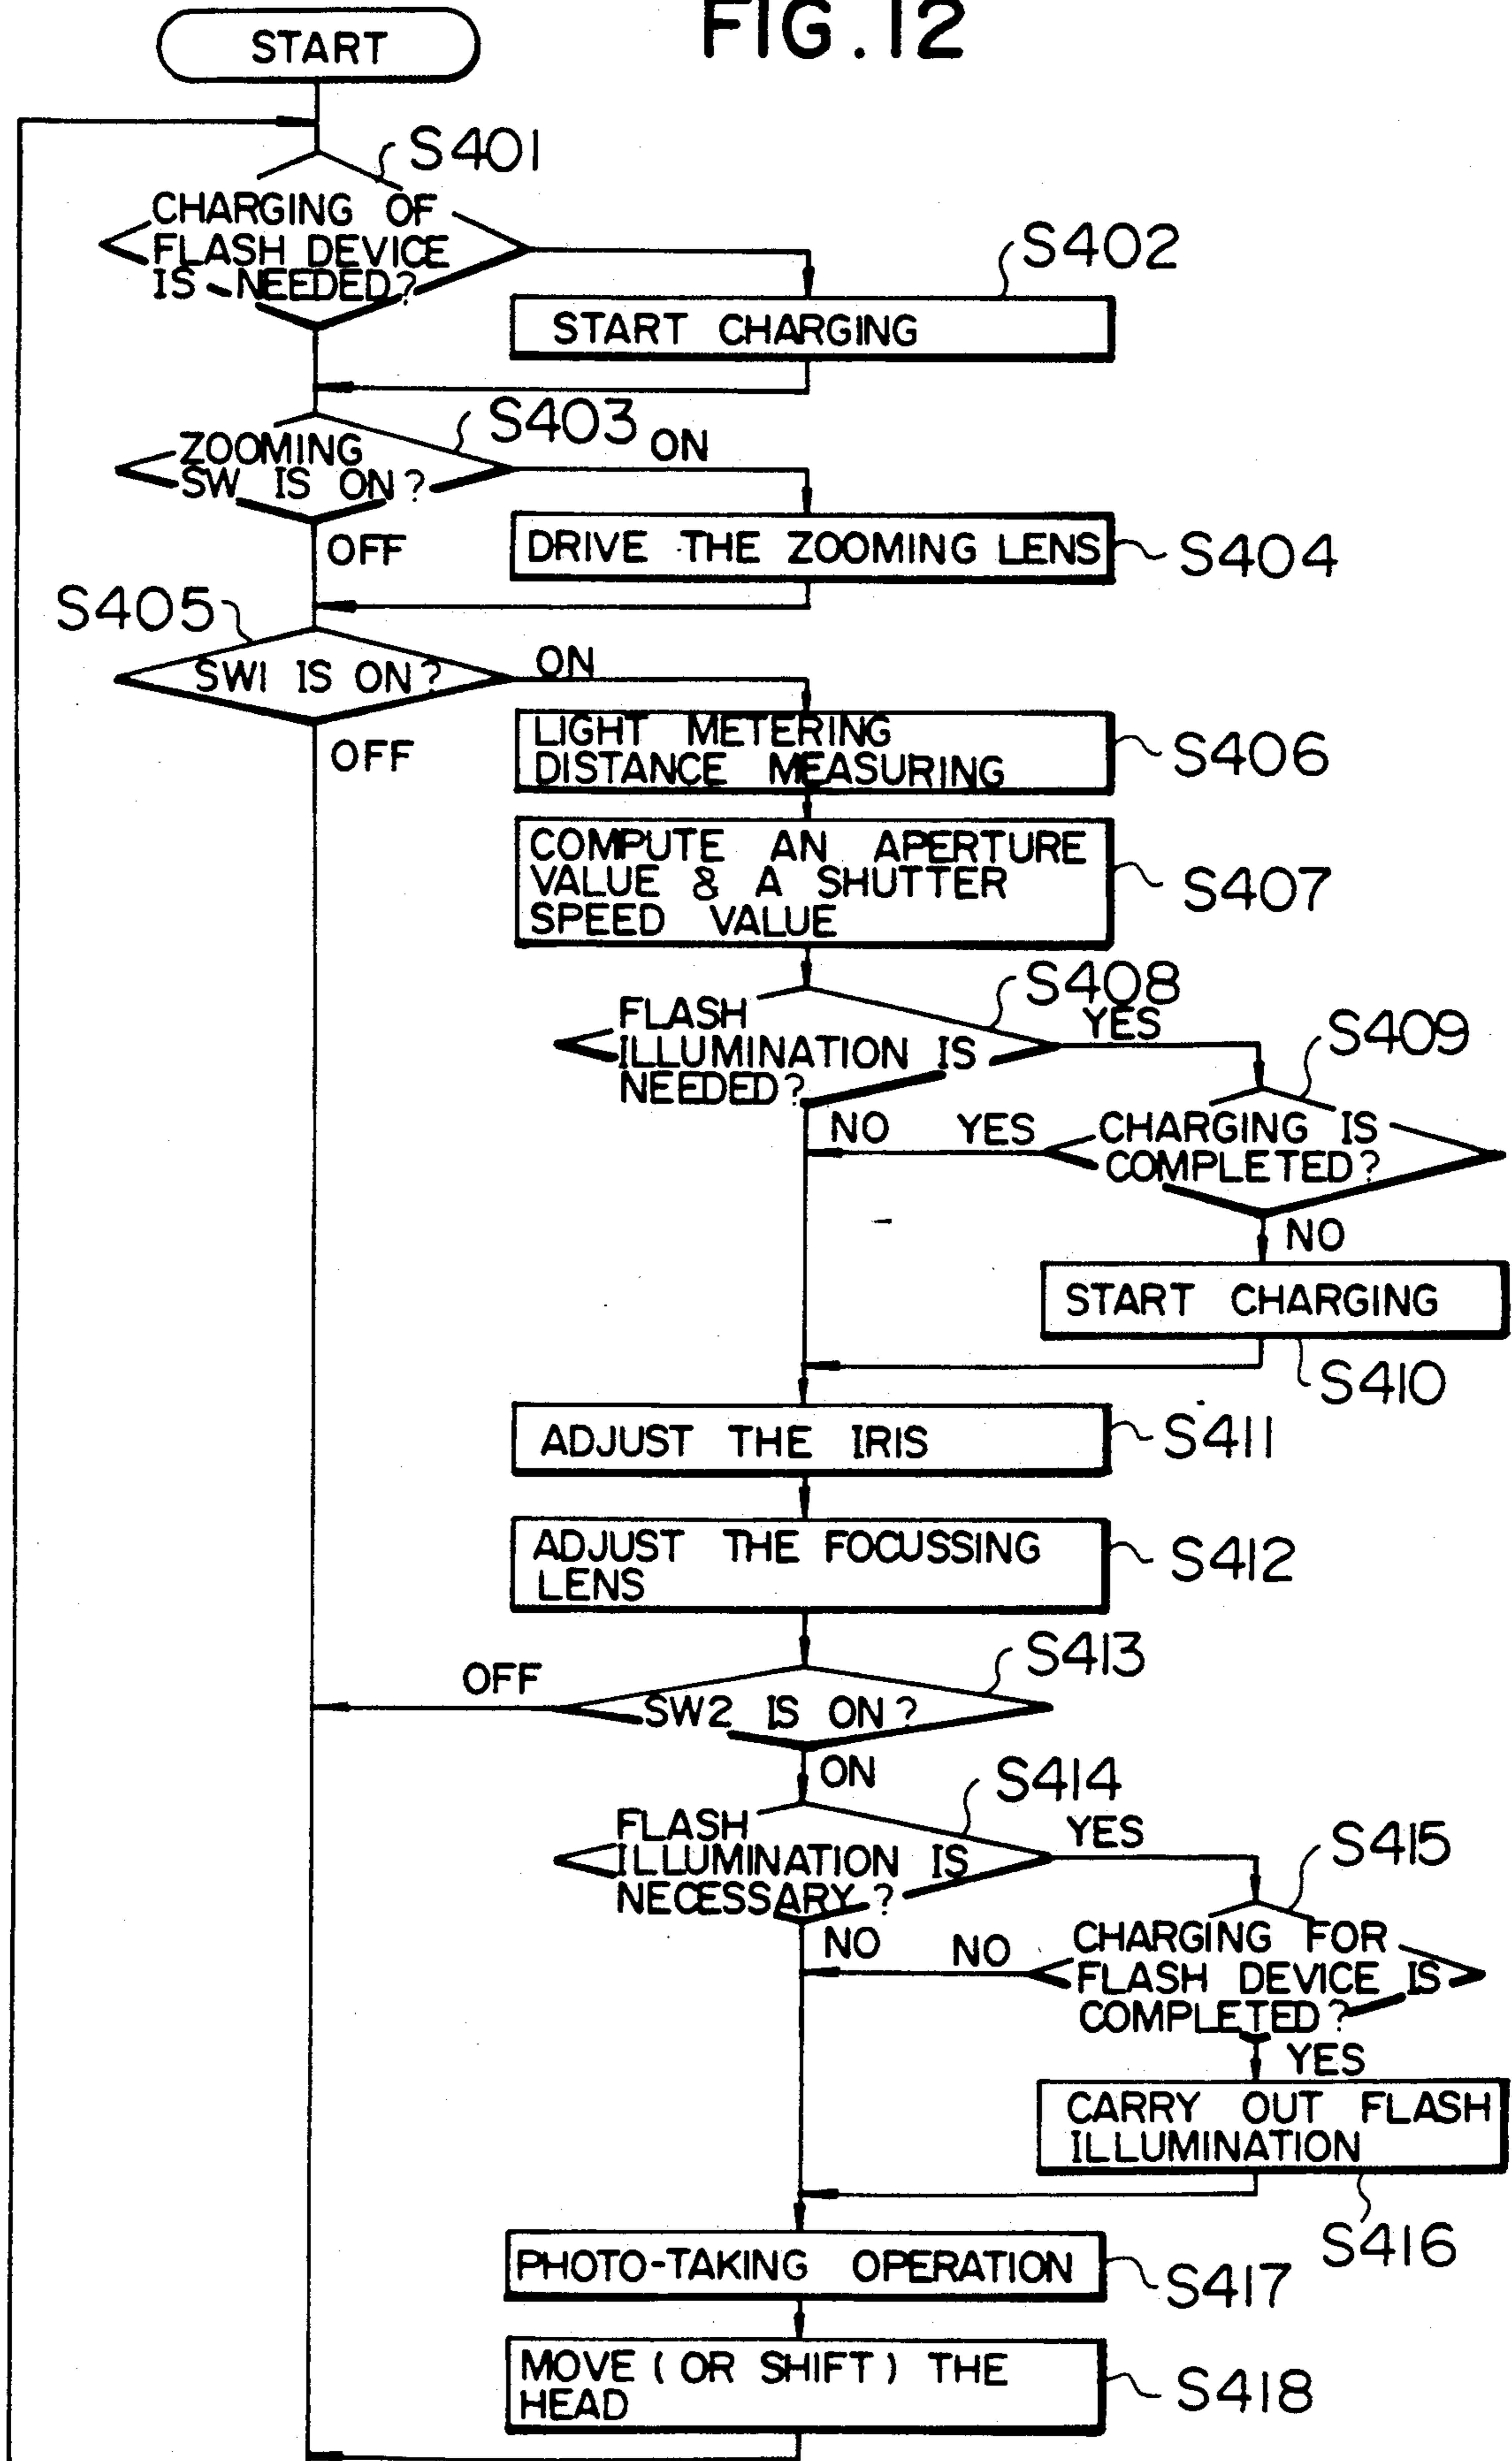 FIG. 12
START
S401
CHARGING OF
FLASH DEVICE
IS NEEDED?
S402
START CHARGING
S403
ZOOMING
SW IS ON?
ON
OFF
DRIVE THE ZOOMING LENS
S404
S405
SW1 IS ON?
ON
OFF
LIGHT METERING
DISTANCE MEASURING
S406
COMPUTE AN APERTURE
VALUE & A SHUTTER
SPEED VALUE
S407
S408
FLASH
ILLUMINATION IS
NEEDED?
YES
NO
S409
CHARGING IS
COMPLETED?
YES
NO
START CHARGING
S410
ADJUST THE IRIS
S411
ADJUST THE FOCUSSING
LENS
S412
S413
SW2 IS ON?
OFF
ON
S414
FLASH
ILLUMINATION IS
NECESSARY?
YES
NO
S415
CHARGING FOR
FLASH DEVICE IS
COMPLETED?
NO
YES
CARRY OUT FLASH
ILLUMINATION
S416
PHOTO-TAKING OPERATION
S417
MOVE (OR SHIFT) THE
HEAD
S418